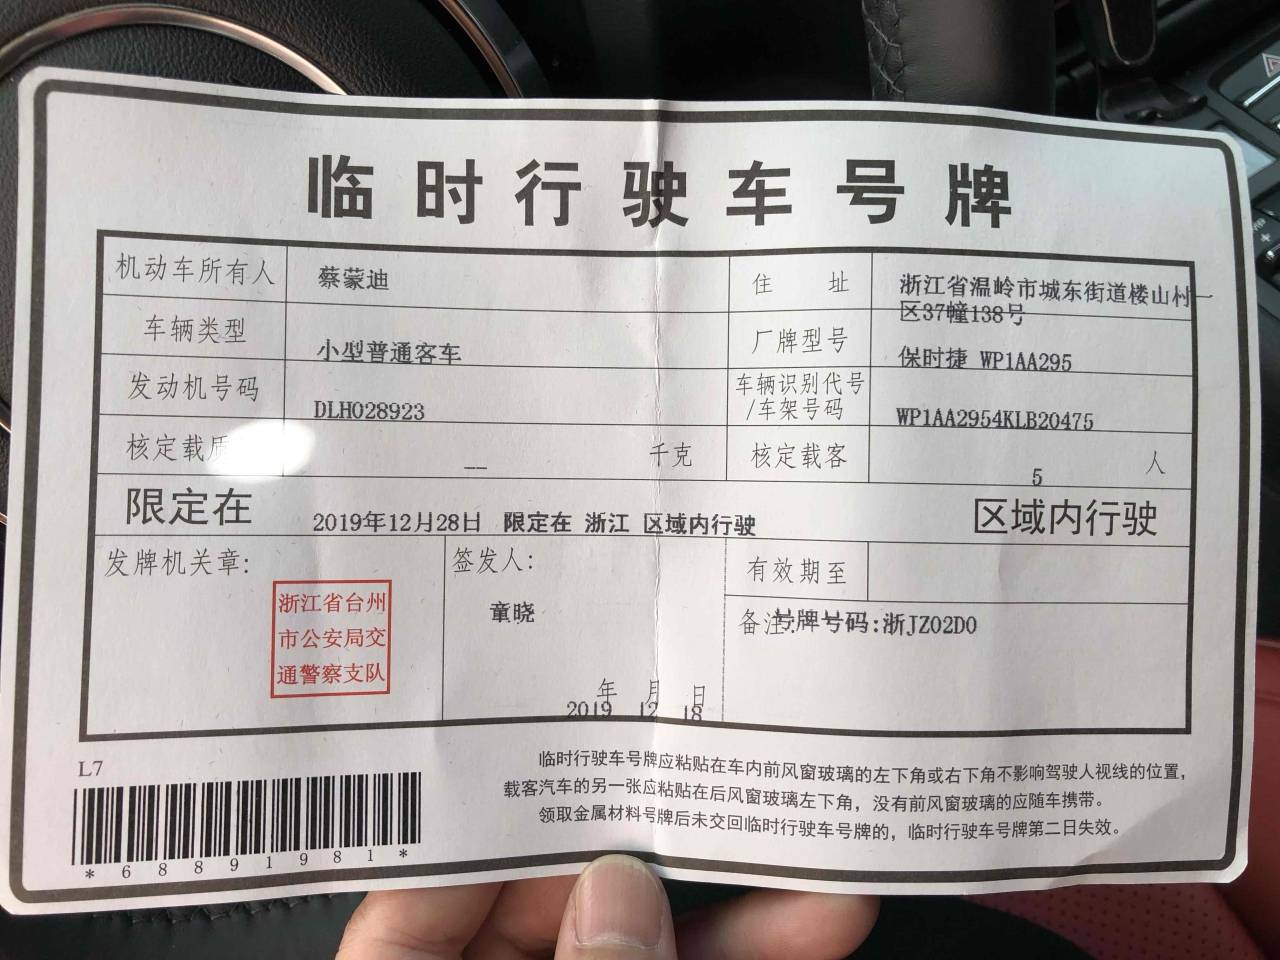 临时行驶车号牌
机动车所有人 蔡蒙迪 住 址 浙江省温岭市城东街道楼山村一
区37幢138号
车辆类型 小型普通客车 厂牌型号 保时捷 WP1AA295
发动机号码 DLH028923 车辆识别代号
/车架号码 WP1AA2954KLB20475
核定载质 — 千克 核定载客 5 人
限定在 2019年12月28日 限定在 浙江 区域内行驶 区域内行驶
发牌机关章: 签发人: 有效期至
浙江省台州
市公安局交
通警察支队
童晓
备注: 号牌号码:浙JZ02D0
年 月 日
2019 12 18
L7
*68891981*
临时行驶车号牌应粘贴在车内前风窗玻璃的左下角或右下角不影响驾驶人视线的位置,
载客汽车的另一张应粘贴在后风窗玻璃左下角，没有前风窗玻璃的应随车携带。
领取金属材料号牌后未交回临时行驶车号牌的，临时行驶车号牌第二日失效。